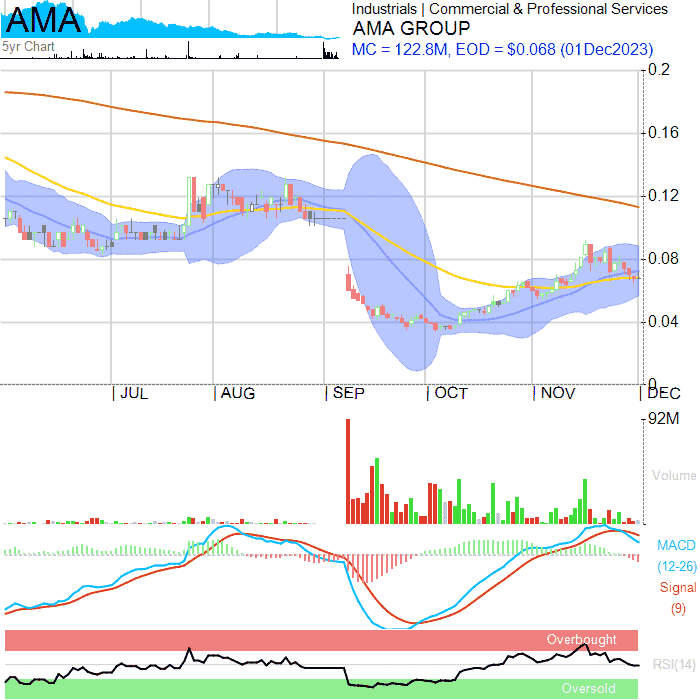 AMA
5yr Chart
Industrials | Commercial & Professional Services
AMA GROUP
MC = 122.8M, EOD = $0.068 (01Dec2023)
0.2
0.16
0.12
0.08
0.04
0
JUL
AUG
SEP
OCT
NOV
DEC
92M
Volume
MACD
(12-26)
Signal
(9)
Overbought
RSI(14)
Oversold